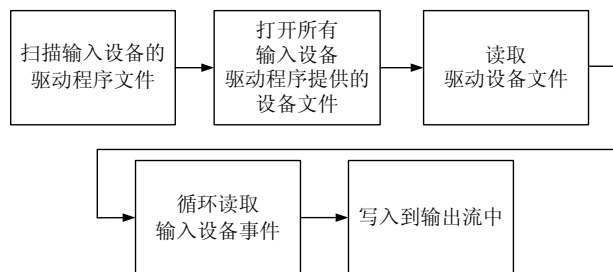 扫描输入设备的
驱动程序文件
打开所有
输入设备
驱动程序提供的
设备文件
读取
驱动设备文件
循环读取
输入设备事件
写入到输出流中